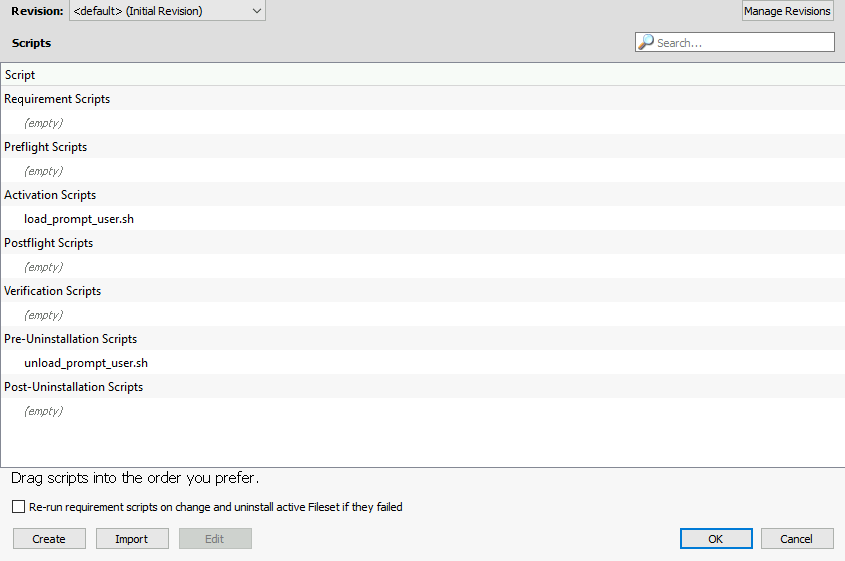 Revision: <default> (Initial Revision) Manage Revisions
Scripts Search...
Script
Requirement Scripts
(empty)
Preflight Scripts
(empty)
Activation Scripts
load_prompt_user.sh
Postflight Scripts
(empty)
Verification Scripts
(empty)
Pre-Uninstallation Scripts
unload_prompt_user.sh
Post-Uninstallation Scripts
(empty)
Drag scripts into the order you prefer.
Re-run requirement scripts on change and uninstall active Fileset if they failed
Create Import Edit OK Cancel